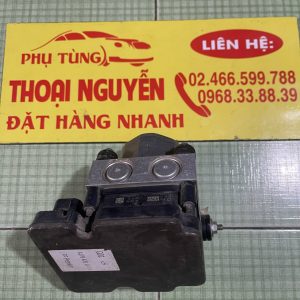 PHỤ TÙNG
THOẠI NGUYỄN
ĐẶT HÀNG NHANH
LIÊN HỆ:
02.466.599.788
0968.33.88.39